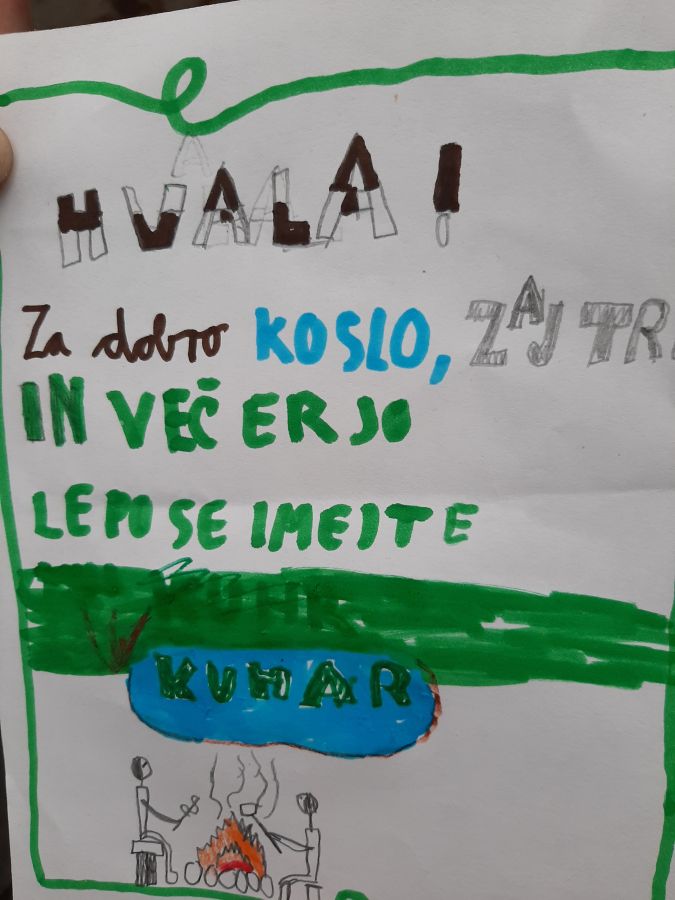 HVALA!
Za dobro KOSLO, ZAJTR
IN VEČERJO
LEPO SE IMEJTE
KUHAR